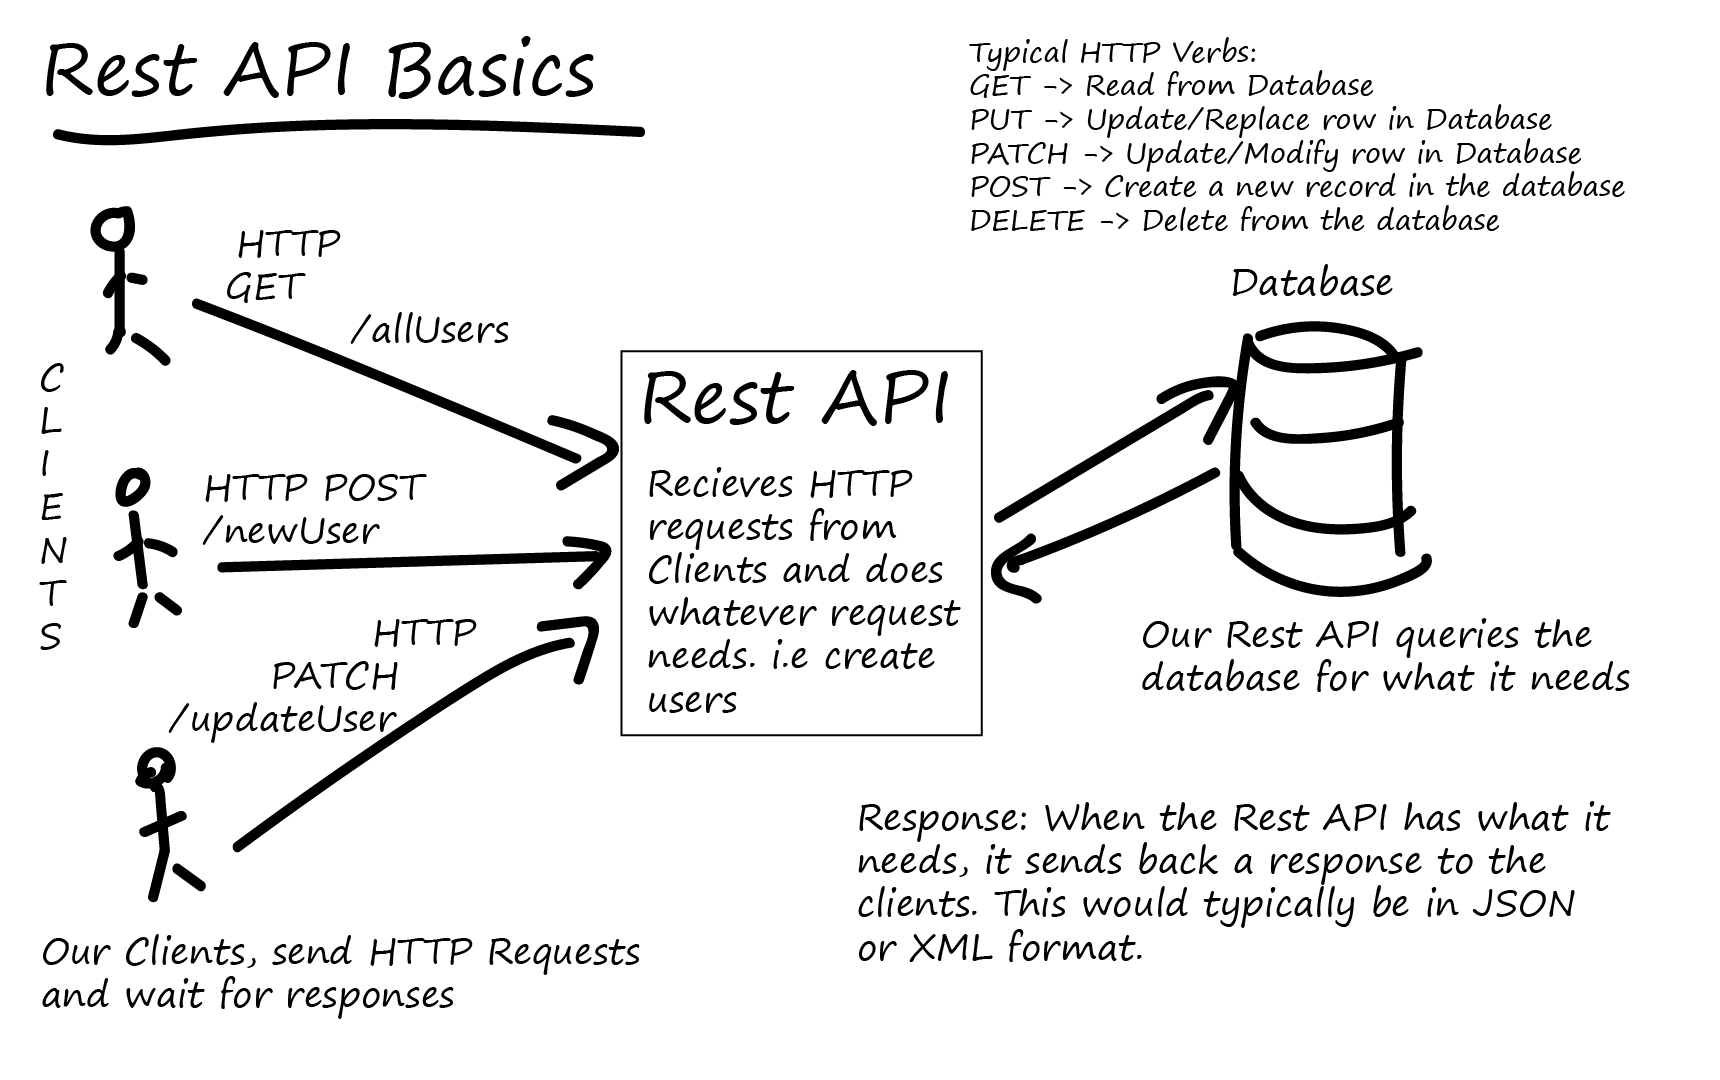 Rest API Basics
Typical HTTP Verbs:
GET -> Read from Database
PUT -> Update/Replace row in Database
PATCH -> Update/Modify row in Database
POST -> Create a new record in the database
DELETE -> Delete from the database
CLIENTS
HTTP
GET
/allUsers
HTTP POST
/newUser
HTTP
PATCH
/updateUser
Our Clients, send HTTP Requests
and wait for responses
Rest API
Recieves HTTP
requests from
Clients and does
whatever request
needs. i.e create
users
Database
Our Rest API queries the
database for what it needs
Response: When the Rest API has what it
needs, it sends back a response to the
clients. This would typically be in JSON
or XML format.